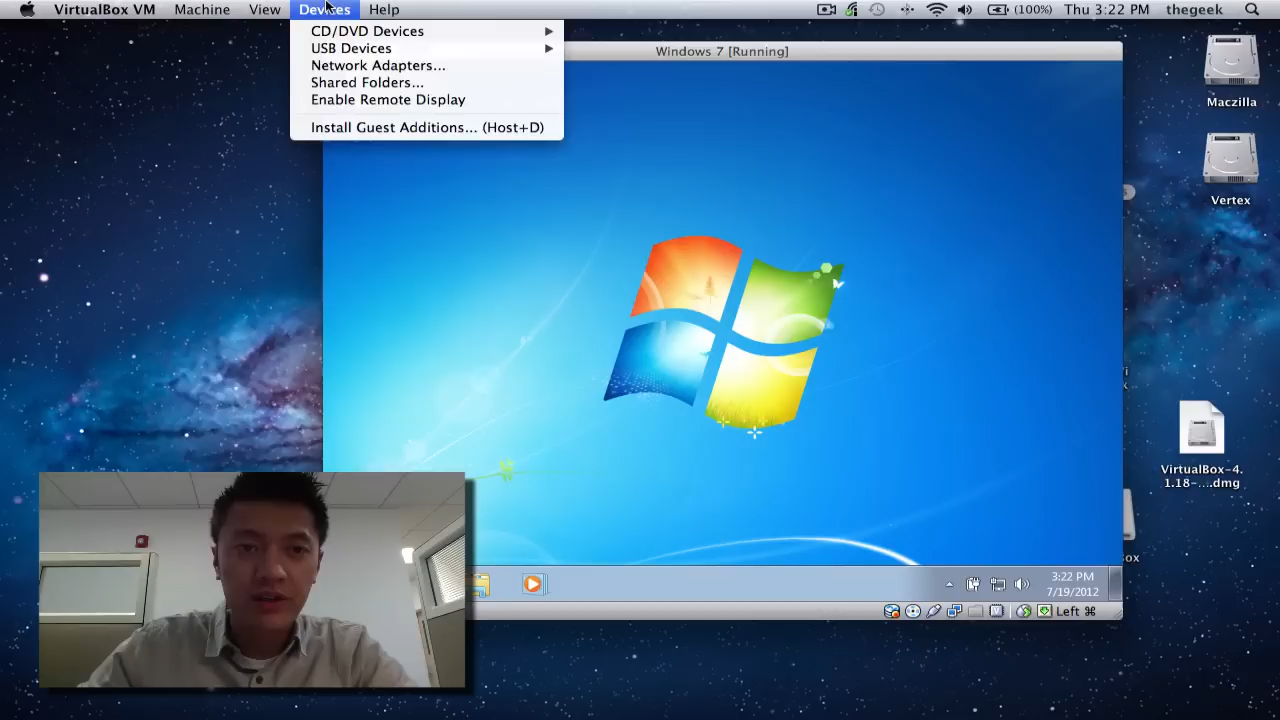 VirtualBox VM Machine View Devices Help (100%) Thu 3:22 PM thegeek
CD/DVD Devices
USB Devices
Network Adapters...
Shared Folders...
Enable Remote Display
Install Guest Additions... (Host+D)
Windows 7 [Running]
Maczilla
Vertex
VirtualBox-4.
1.18-....dmg
3:22 PM
7/19/2012
Left ⌘